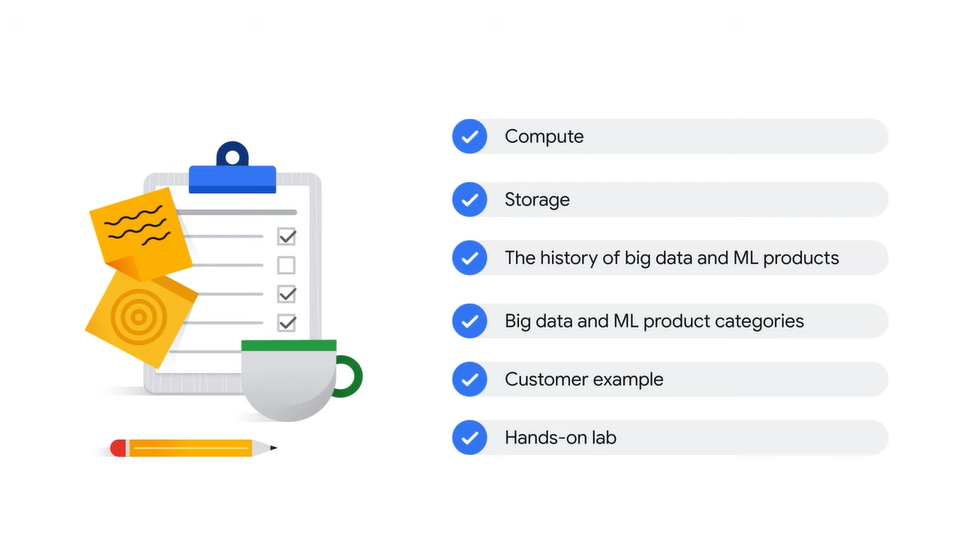 Compute
Storage
The history of big data and ML products
Big data and ML product categories
Customer example
Hands-on lab